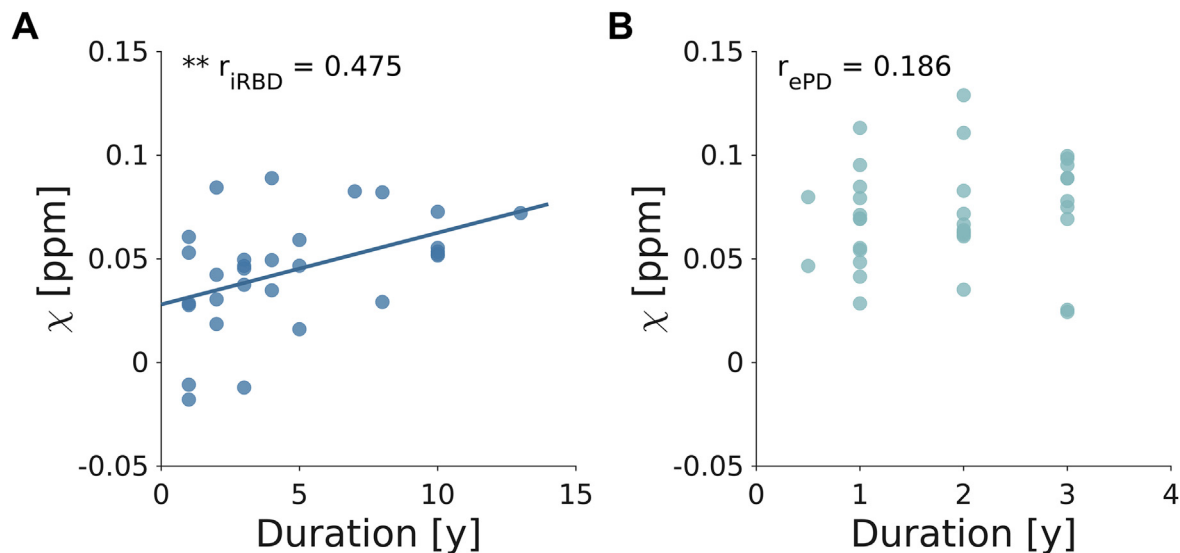 A
B
** r_iRBD = 0.475
r_ePD = 0.186
0.15
0.1
0.05
0
-0.05
χ [ppm]
0 5 10 15
Duration [y]
0.15
0.1
0.05
0
-0.05
χ [ppm]
0 1 2 3 4
Duration [y]